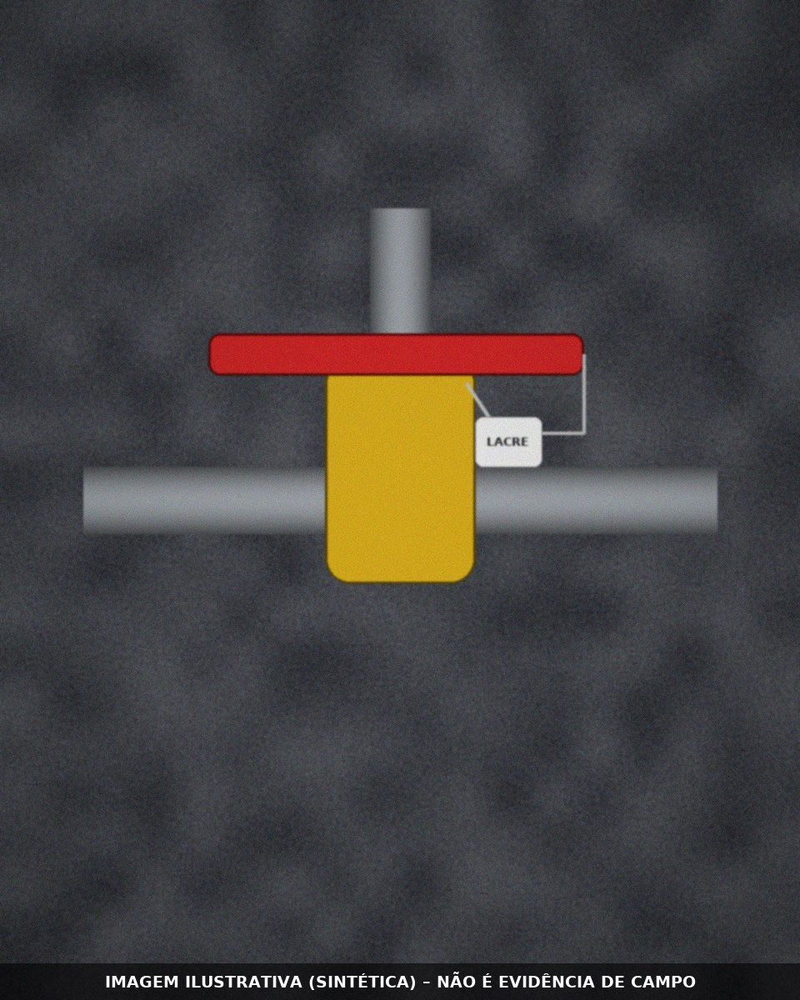 LACRE
IMAGEM ILUSTRATIVA (SINTÉTICA) – NÃO É EVIDÊNCIA DE CAMPO